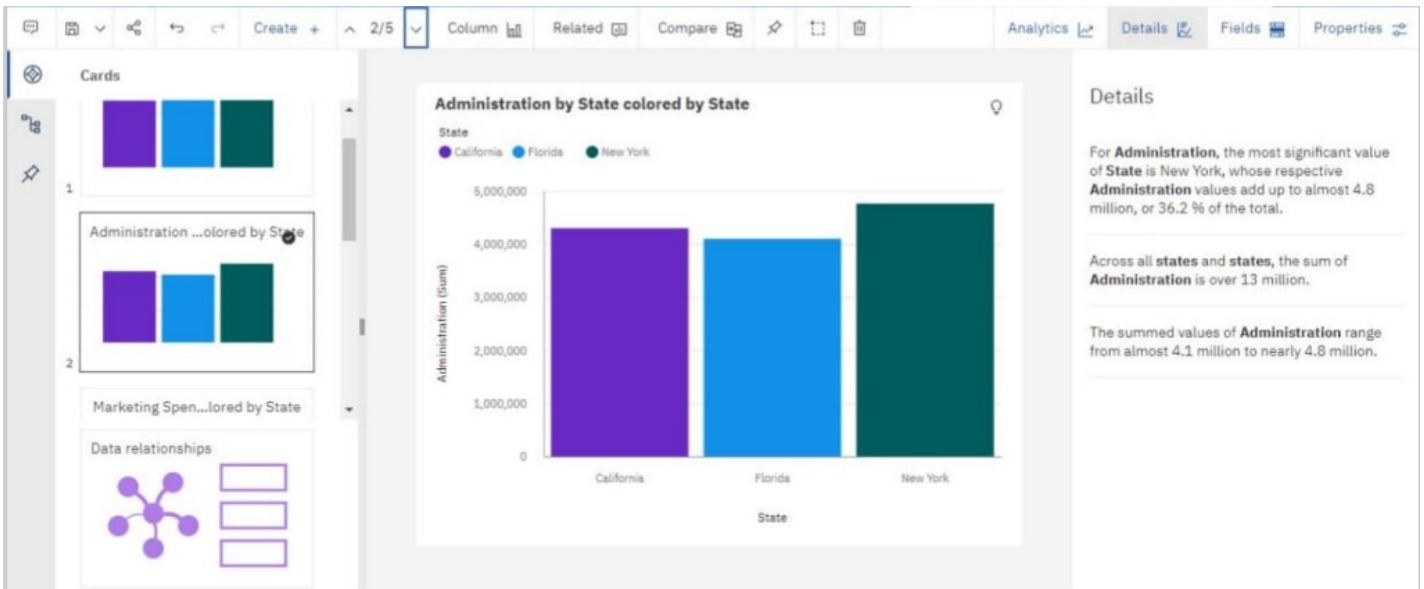 Create + 2/5 Column Related Compare Analytics Details Fields Properties
Cards
1
Administration ...olored by State
2
Marketing Spen...lored by State
Data relationships
Administration by State colored by State
State
California Florida New York
5,000,000
4,000,000
3,000,000
2,000,000
1,000,000
0
Administration (Sum)
California Florida New York
State
Details
For Administration, the most significant value
of State is New York, whose respective
Administration values add up to almost 4.8
million, or 36.2 % of the total.
Across all states and states, the sum of
Administration is over 13 million.
The summed values of Administration range
from almost 4.1 million to nearly 4.8 million.